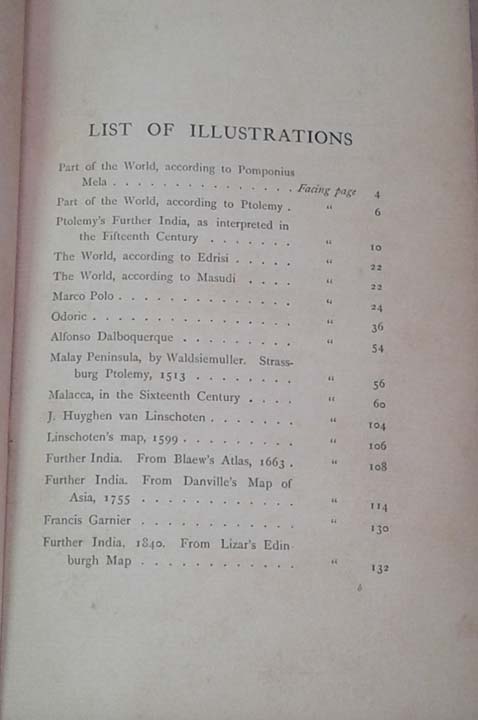 LIST OF ILLUSTRATIONS
Part of the World, according to Pomponius
Mela . . . . . . . . . . . . . . . Facing page 4
Part of the World, according to Ptolemy . " 6
Ptolemy's Further India, as interpreted in
the Fifteenth Century . . . . . . . " 10
The World, according to Edrisi . . . . . " 22
The World, according to Masudi . . . . " 22
Marco Polo . . . . . . . . . . . . . . . " 24
Odoric . . . . . . . . . . . . . . . . . " 36
Alfonso Dalboquerque . . . . . . . . . " 54
Malay Peninsula, by Waldsiemuller. Strass-
burg Ptolemy, 1513 . . . . . . . . " 56
Malacca, in the Sixteenth Century . . . . " 60
J. Huyghen van Linschoten . . . . . . . " 104
Linschoten's map, 1599 . . . . . . . . . " 106
Further India. From Blaew's Atlas, 1663 . " 108
Further India. From Danville's Map of
Asia, 1755 . . . . . . . . . . . . " 114
Francis Garnier . . . . . . . . . . . . " 130
Further India, 1840. From Lizar's Edin-
burgh Map . . . . . . . . . . . . " 132
b